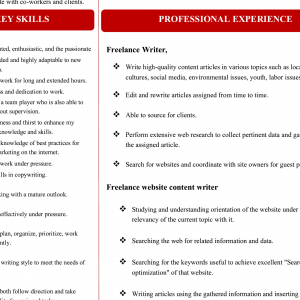 te with co-workers and clients.
KEY SKILLS
ted, enthusiastic, and the passionate
ded and highly adaptable to new
work for long and extended hours.
ss and dedication to work.
a team player who is also able to
out supervision.
ness and thirst to enhance my
knowledge and skills.
knowledge of best practices for
arketing on the internet.
work under pressure.
lls in copywriting.
king with a mature outlook.
effectively under pressure.
plan, organize, prioritize, work
ently.
writing style to meet the needs of
both follow direction and take
PROFESSIONAL EXPERIENCE
Freelance Writer,
❖ Write high-quality content articles in various topics such as loca
cultures, social media, environmental issues, youth, labor issues
❖ Edit and rewrite articles assigned from time to time.
❖ Able to source for clients.
❖ Perform extensive web research to collect pertinent data and ga
the assigned article.
❖ Search for websites and coordinate with site owners for guest p
Freelance website content writer
❖ Studying and understanding orientation of the website under
relevancy of the current topic with it.
❖ Searching the web for related information and data.
❖ Searching for the keywords useful to achieve excellent "Sear
optimization" of that website.
❖ Writing articles using the gathered information and inserting